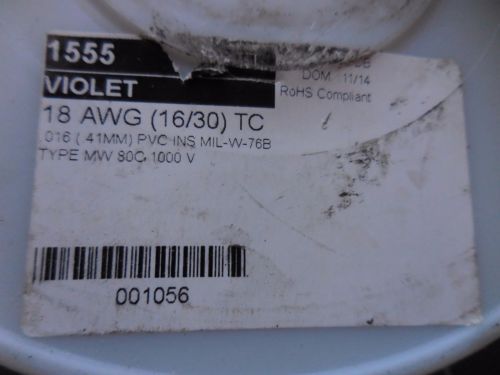 1555
DB
VIOLET
DOM: 11/14
RoHS Compliant
18 AWG (16/30) TC
.016 (.41MM) PVC INS MIL-W-76B
TYPE MW 80C 1000 V
001056